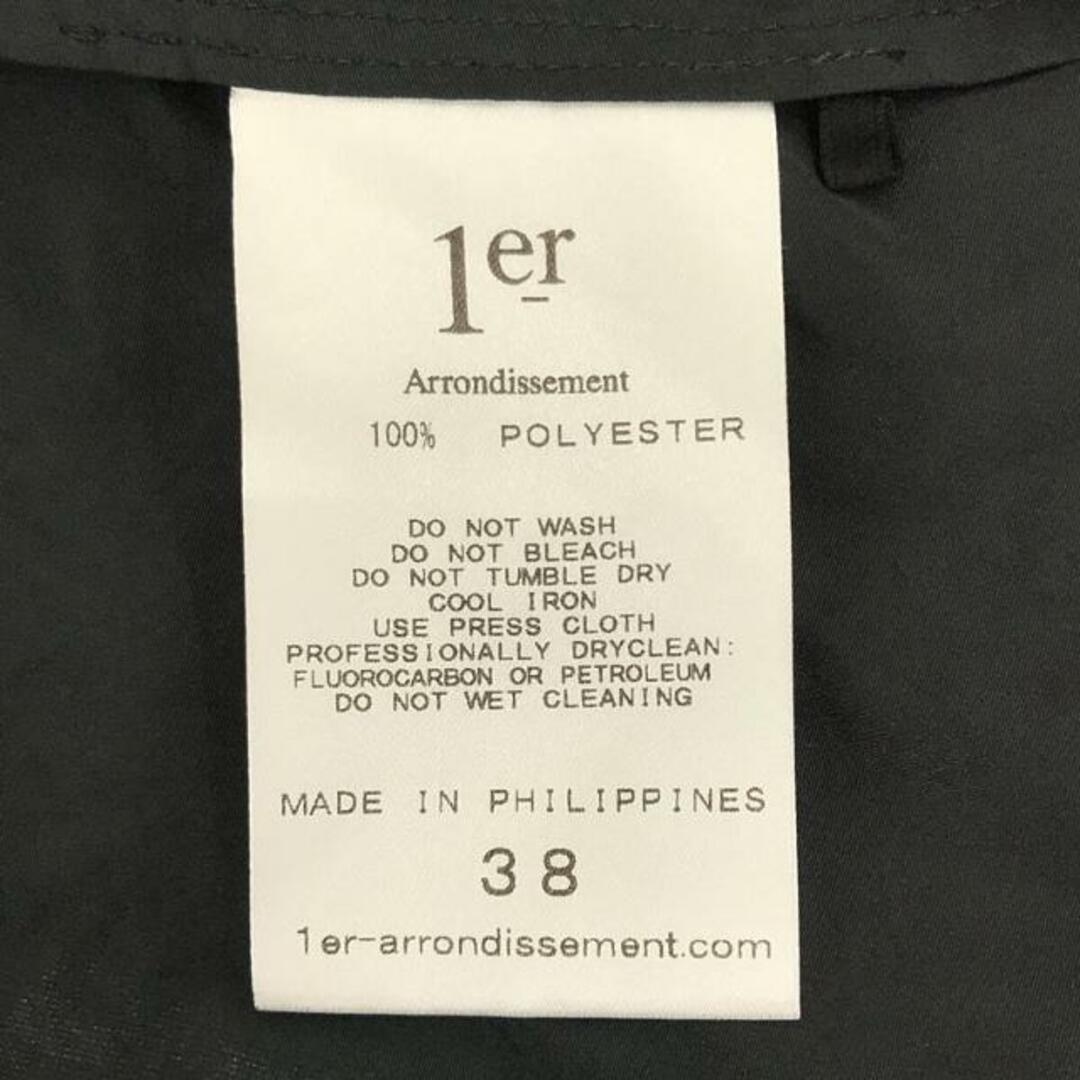 1er
Arrondissement
100% POLYESTER
DO NOT WASH
DO NOT BLEACH
DO NOT TUMBLE DRY
COOL IRON
USE PRESS CLOTH
PROFESSIONALLY DRYCLEAN:
FLUOROCARBON OR PETROLEUM
DO NOT WET CLEANING
MADE IN PHILIPPINES
38
1er-arrondissement.com